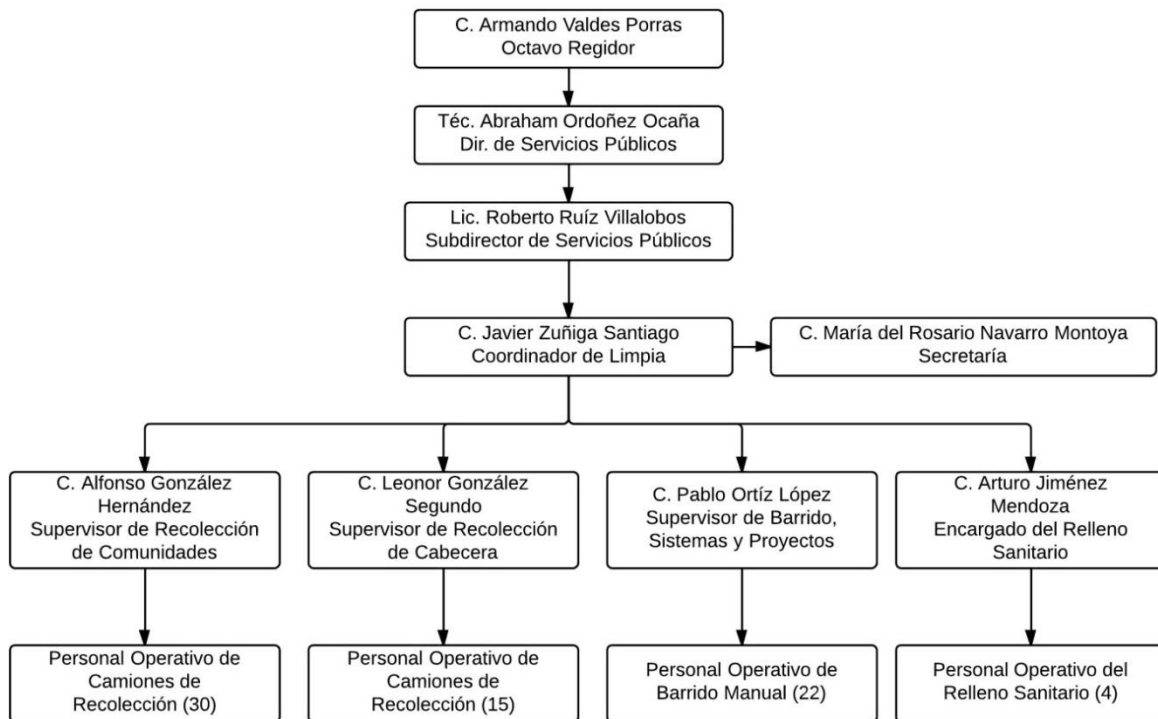 C. Armando Valdes Porras
Octavo Regidor
Téc. Abraham Ordoñez Ocaña
Dir. de Servicios Públicos
Lic. Roberto Ruíz Villalobos
Subdirector de Servicios Públicos
C. Javier Zuñiga Santiago
Coordinador de Limpia
C. María del Rosario Navarro Montoya
Secretaría
C. Alfonso González
Hernández
Supervisor de Recolección
de Comunidades
C. Leonor González
Segundo
Supervisor de Recolección
de Cabecera
C. Pablo Ortíz López
Supervisor de Barrido,
Sistemas y Proyectos
C. Arturo Jiménez
Mendoza
Encargado del Relleno
Sanitario
Personal Operativo de
Camiones de
Recolección (30)
Personal Operativo de
Camiones de
Recolección (15)
Personal Operativo de
Barrido Manual (22)
Personal Operativo del
Relleno Sanitario (4)